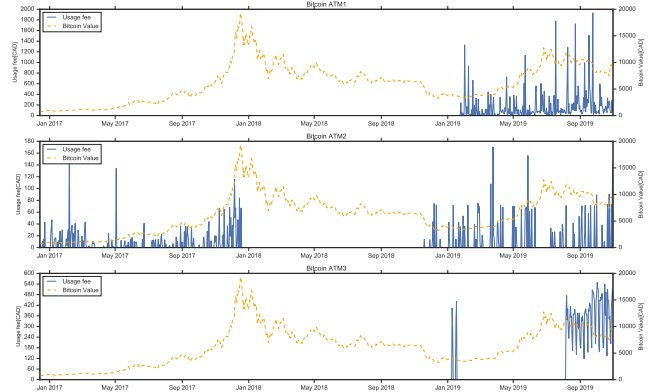 Bitcoin ATM1
Usage fee
Bitcoin Value
Usage fee[CAD]
2000
1800
1600
1400
1200
1000
800
600
400
200
0
20000
15000
10000
5000
0
Bitcoin Value[CAD]
Jan 2017 May 2017 Sep 2017 Jan 2018 May 2018 Sep 2018 Jan 2019 May 2019 Sep 2019
Bitcoin ATM2
Usage fee
Bitcoin Value
Usage fee[CAD]
180
160
140
120
100
80
60
40
20
0
20000
15000
10000
5000
0
Bitcoin Value[CAD]
Jan 2017 May 2017 Sep 2017 Jan 2018 May 2018 Sep 2018 Jan 2019 May 2019 Sep 2019
Bitcoin ATM3
Usage fee
Bitcoin Value
Usage fee[CAD]
600
540
480
420
360
300
240
180
120
60
0
20000
15000
10000
5000
0
Bitcoin Value[CAD]
Jan 2017 May 2017 Sep 2017 Jan 2018 May 2018 Sep 2018 Jan 2019 May 2019 Sep 2019